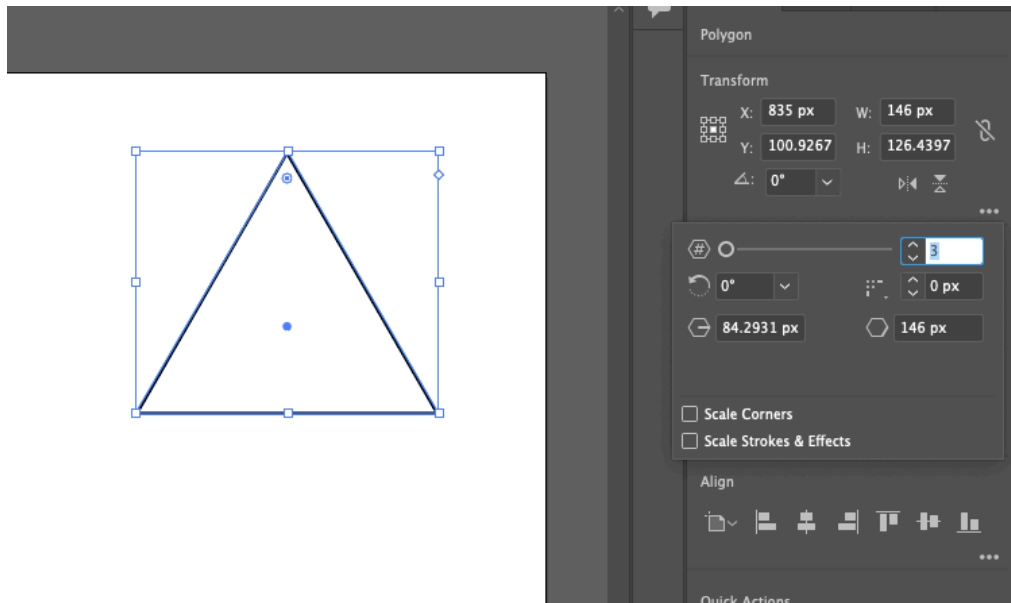 Polygon
Transform
X: 835 px W: 146 px
Y: 100.9267 H: 126.4397
: 0°
# 3
0° 0 px
84.2931 px 146 px
Scale Corners
Scale Strokes & Effects
Align
Quick Actions